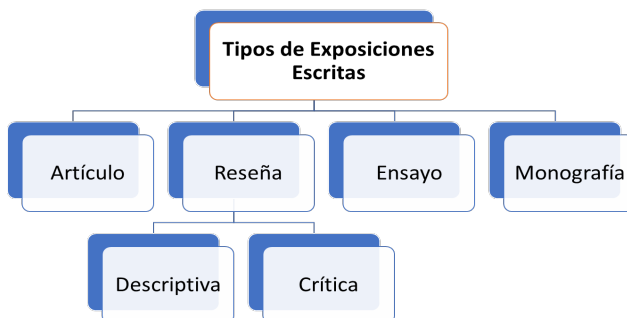 Tipos de Exposiciones
Escritas
Artículo
Reseña
Ensayo
Monografía
Descriptiva
Crítica